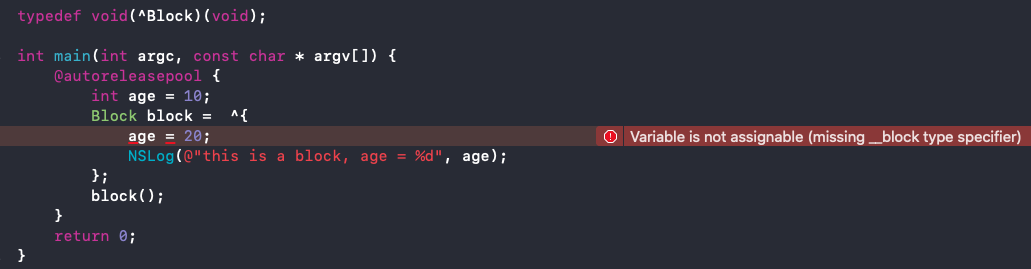 typedef void(^Block)(void);
int main(int argc, const char * argv[]) {
    @autoreleasepool {
        int age = 10;
        Block block =  ^{
            age = 20;  Variable is not assignable (missing __block type specifier)
            NSLog(@"this is a block, age = %d", age);
        };
        block();
    }
    return 0;
}